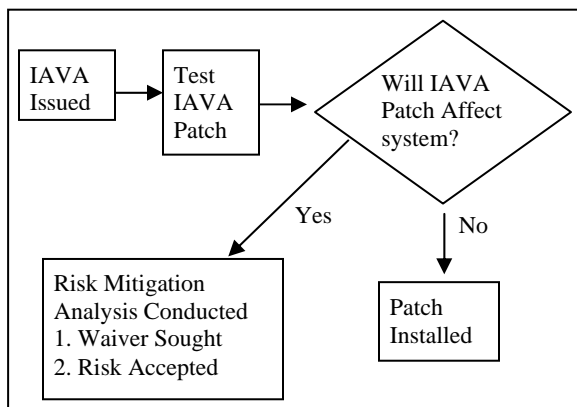 IAVA
Issued
Test
IAVA
Patch
Will IAVA
Patch Affect
system?
Yes
No
Risk Mitigation
Analysis Conducted
1. Waiver Sought
2. Risk Accepted
Patch
Installed